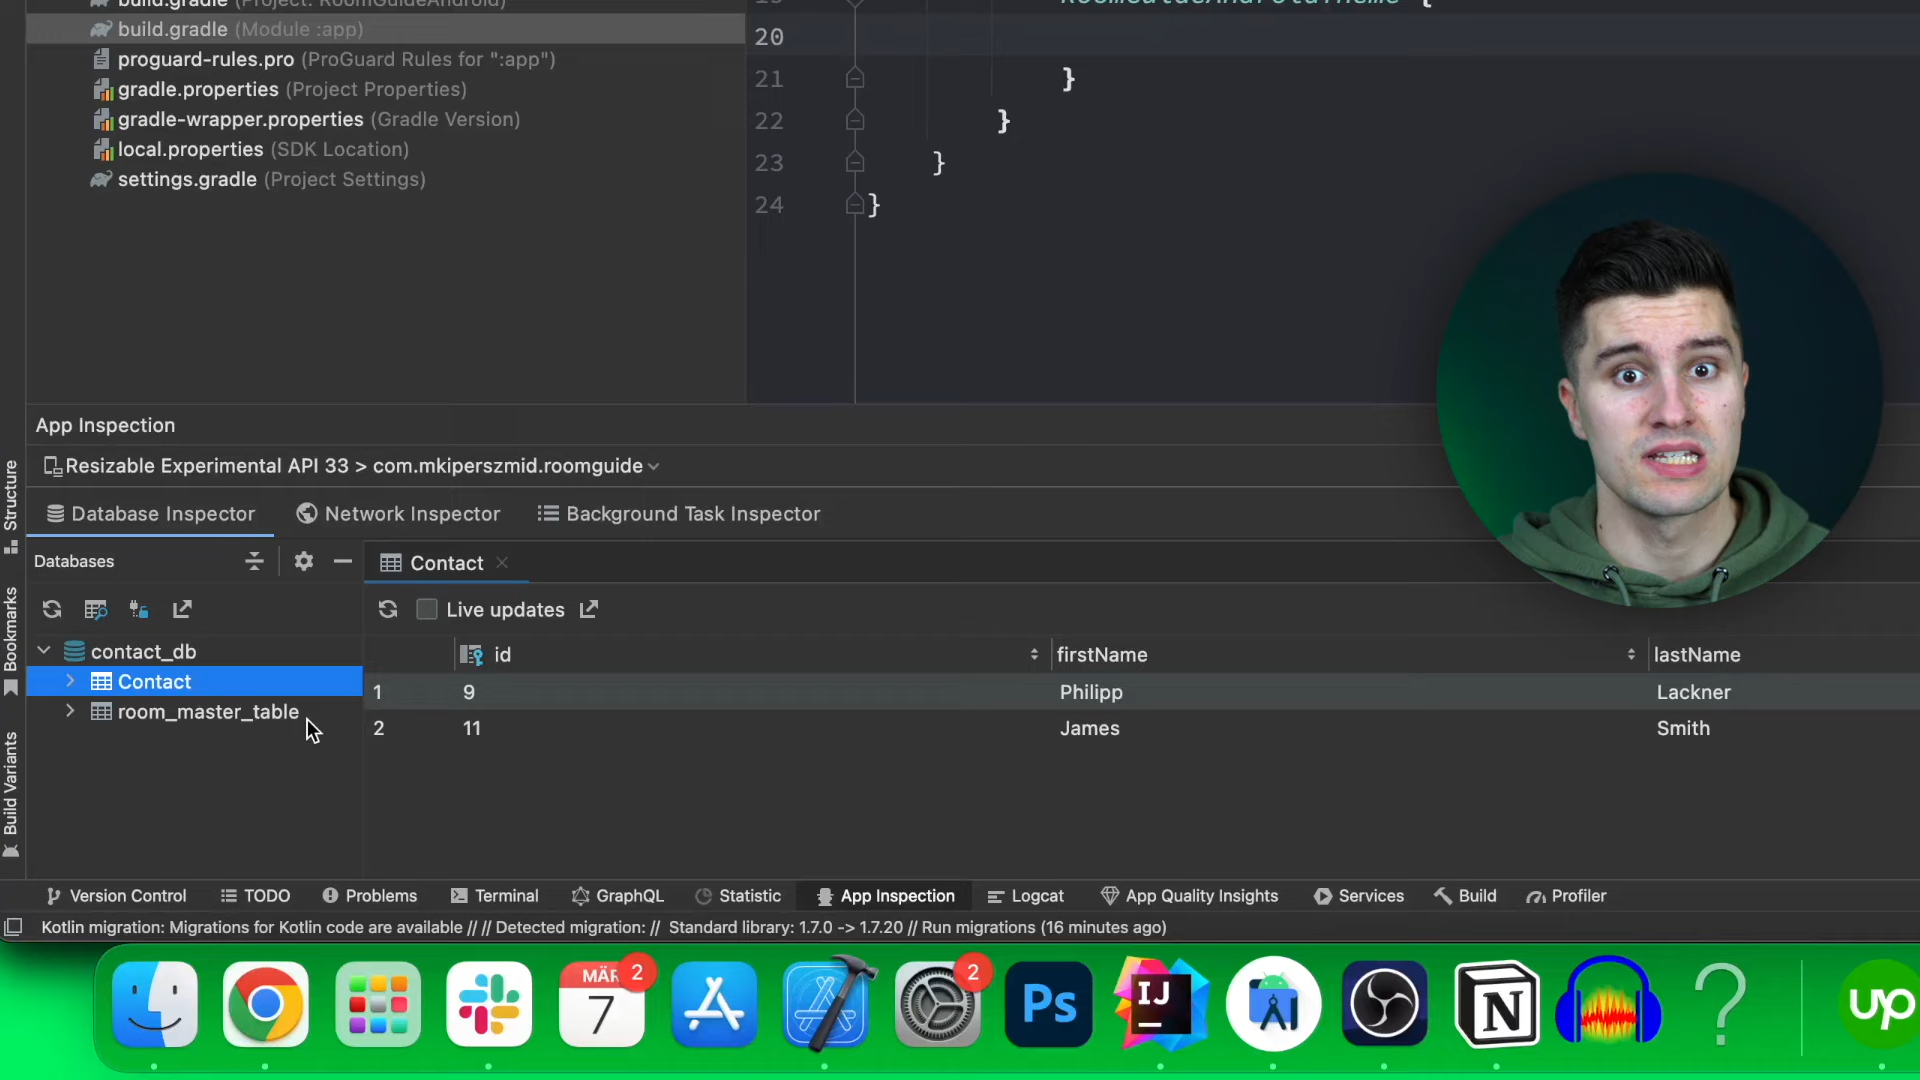 build.gradle (Project: RoomGuideAndroid)
build.gradle (Module :app)
proguard-rules.pro (ProGuard Rules for ":app")
gradle.properties (Project Properties)
gradle-wrapper.properties (Gradle Version)
local.properties (SDK Location)
settings.gradle (Project Settings)
RoomGuideAndroidTheme {
20
21 }
22 }
23 }
24 }
App Inspection
Resizable Experimental API 33 > com.mkiperszmid.roomguide
Structure
Bookmarks
Build Variants
Database Inspector
Network Inspector
Background Task Inspector
Databases
Contact
Live updates
contact_db
Contact
room_master_table
id firstName lastName
1 9 Philipp Lackner
2 11 James Smith
Version Control TODO Problems Terminal GraphQL Statistic App Inspection Logcat App Quality Insights Services Build Profiler
Kotlin migration: Migrations for Kotlin code are available // // Detected migration: // Standard library: 1.7.0 -> 1.7.20 // Run migrations (16 minutes ago)
MÄR 2
7
2
Ps
IJ
N
?
up